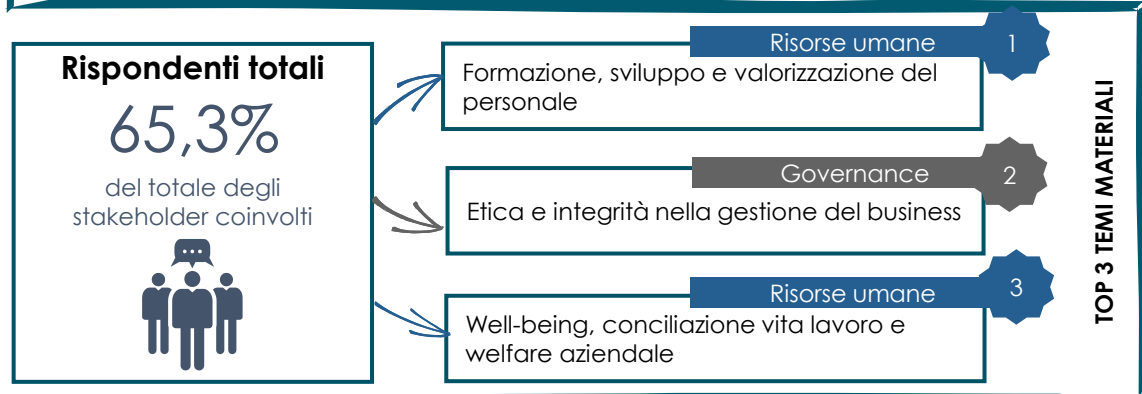 Rispondenti totali
65,3%
del totale degli
stakeholder coinvolti
Risorse umane 1
Formazione, sviluppo e valorizzazione del
personale
Governance 2
Etica e integrità nella gestione del business
Risorse umane 3
Well-being, conciliazione vita lavoro e
welfare aziendale
TOP 3 TEMI MATERIALI